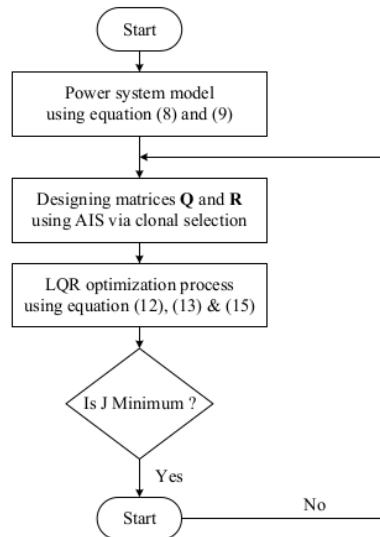 Start
Power system model
using equation (8) and (9)
Designing matrices Q and R
using AIS via clonal selection
LQR optimization process
using equation (12), (13) & (15)
Is J Minimum ?
Yes
No
Start